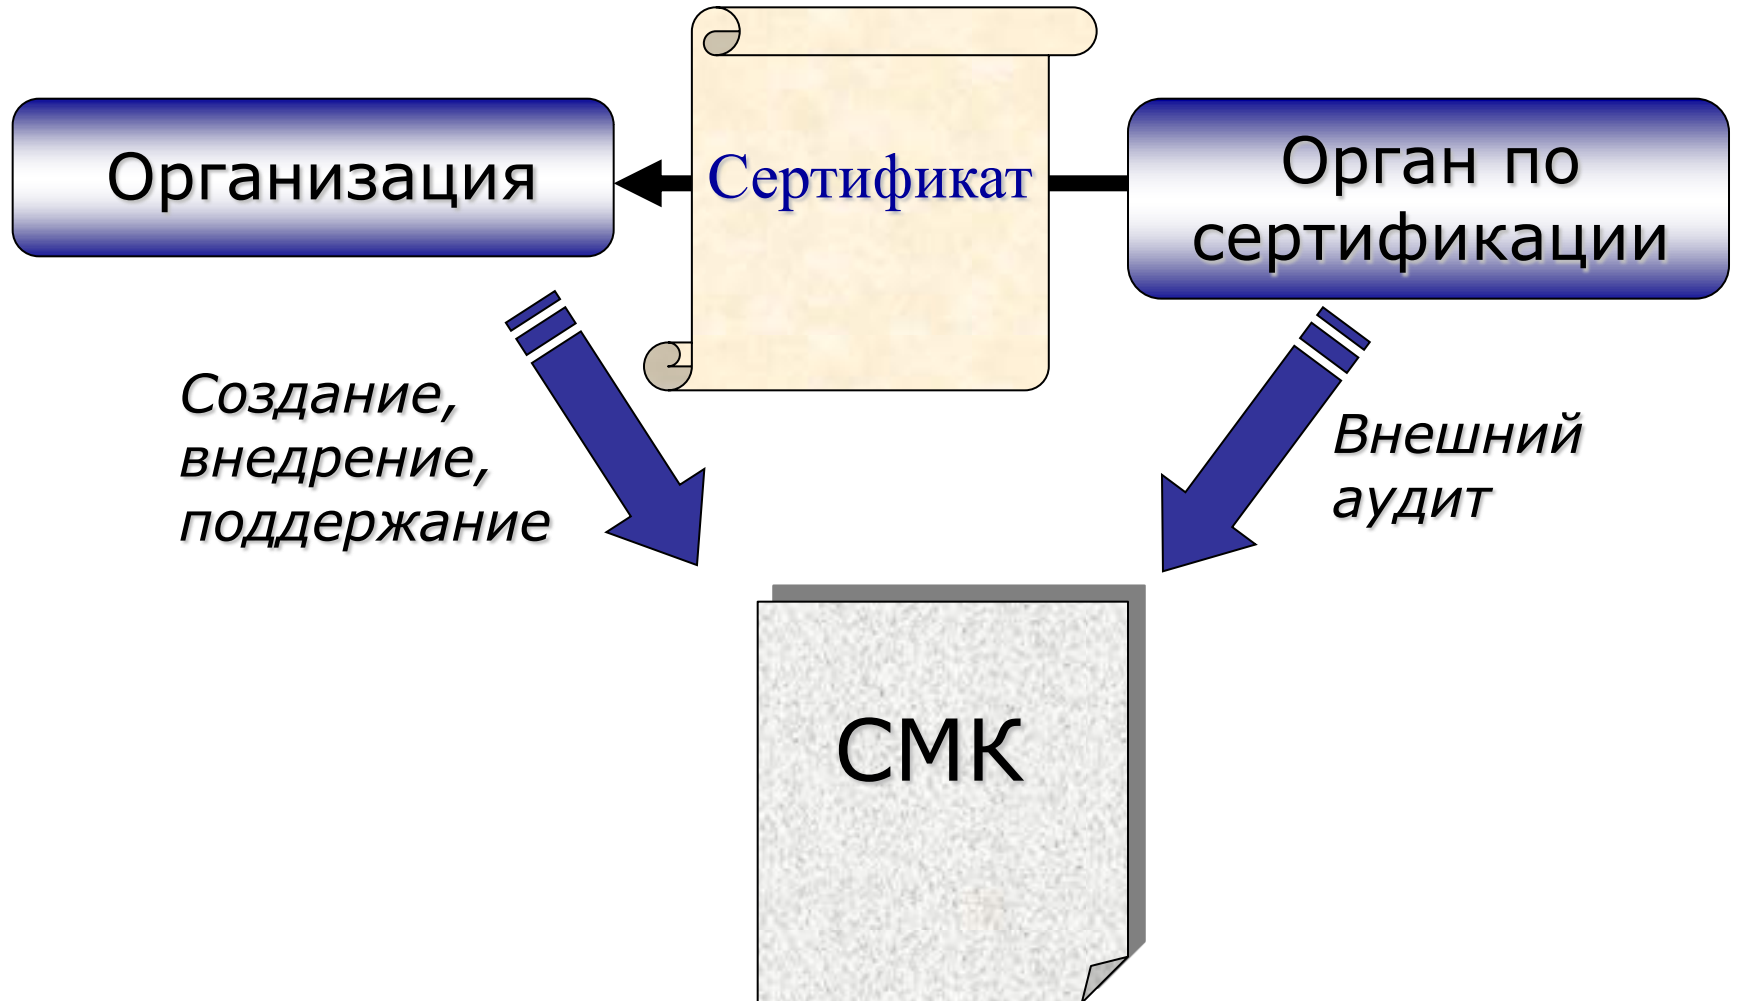 Организация
Сертификат
Орган по
сертификации
Создание,
внедрение,
поддержание
Внешний
аудит
СМК